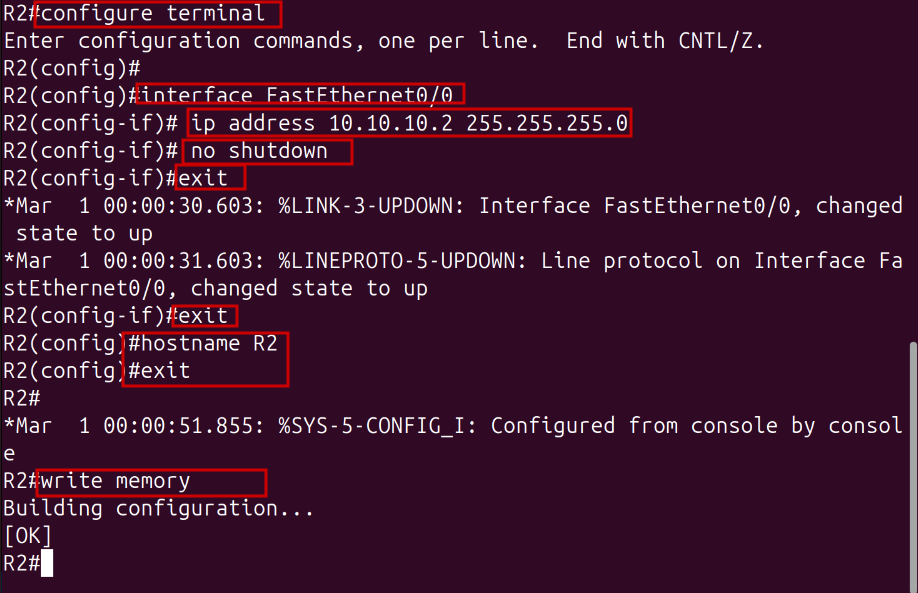 R2#configure terminal
Enter configuration commands, one per line.  End with CNTL/Z.
R2(config)#
R2(config)#interface FastEthernet0/0
R2(config-if)# ip address 10.10.10.2 255.255.255.0
R2(config-if)# no shutdown
R2(config-if)#exit
*Mar  1 00:00:30.603: %LINK-3-UPDOWN: Interface FastEthernet0/0, changed
 state to up
*Mar  1 00:00:31.603: %LINEPROTO-5-UPDOWN: Line protocol on Interface Fa
stEthernet0/0, changed state to up
R2(config-if)#exit
R2(config)#hostname R2
R2(config)#exit
R2#
*Mar  1 00:00:51.855: %SYS-5-CONFIG_I: Configured from console by consol
e
R2#write memory
Building configuration...
[OK]
R2#